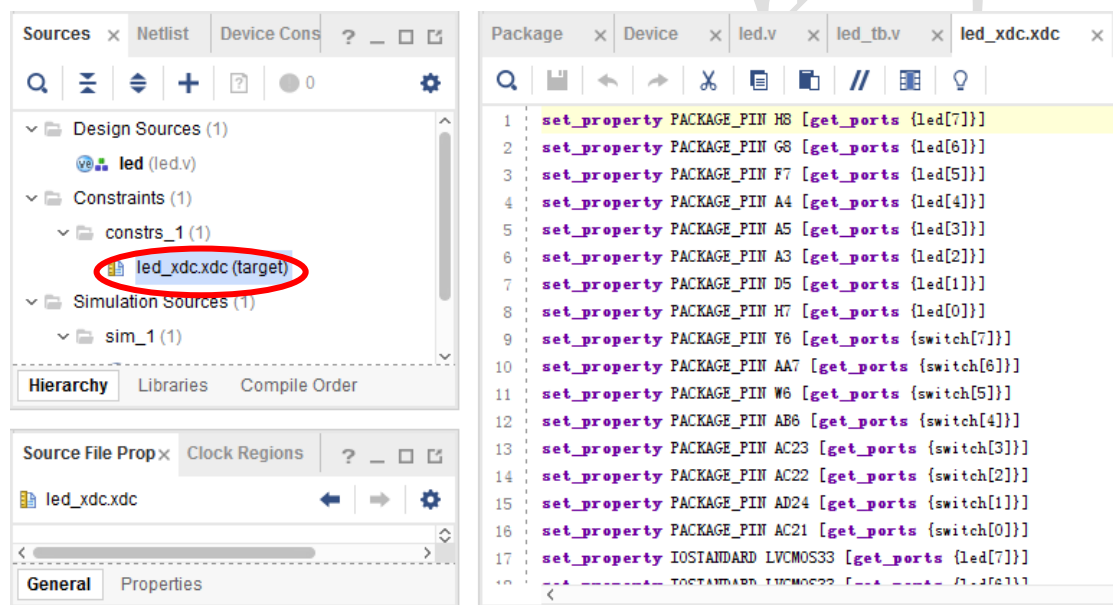 Sources Netlist Device Cons ?
? 0
Design Sources (1)
led (led.v)
Constraints (1)
constrs_1 (1)
led_xdc.xdc (target)
Simulation Sources (1)
sim_1 (1)
Hierarchy Libraries Compile Order
Source File Prop Clock Regions ?
led_xdc.xdc
General Properties
Package Device led.v led_tb.v led_xdc.xdc
//
1 set_property PACKAGE_PIN H8 [get_ports {led[7]}]
2 set_property PACKAGE_PIN G8 [get_ports {led[6]}]
3 set_property PACKAGE_PIN F7 [get_ports {led[5]}]
4 set_property PACKAGE_PIN A4 [get_ports {led[4]}]
5 set_property PACKAGE_PIN A5 [get_ports {led[3]}]
6 set_property PACKAGE_PIN A3 [get_ports {led[2]}]
7 set_property PACKAGE_PIN D5 [get_ports {led[1]}]
8 set_property PACKAGE_PIN H7 [get_ports {led[0]}]
9 set_property PACKAGE_PIN Y6 [get_ports {switch[7]}]
10 set_property PACKAGE_PIN AA7 [get_ports {switch[6]}]
11 set_property PACKAGE_PIN W6 [get_ports {switch[5]}]
12 set_property PACKAGE_PIN AB6 [get_ports {switch[4]}]
13 set_property PACKAGE_PIN AC23 [get_ports {switch[3]}]
14 set_property PACKAGE_PIN AC22 [get_ports {switch[2]}]
15 set_property PACKAGE_PIN AD24 [get_ports {switch[1]}]
16 set_property PACKAGE_PIN AC21 [get_ports {switch[0]}]
17 set_property IOSTANDARD LVCMOS33 [get_ports {led[7]}]
18 set_property IOSTANDARD LVCMOS33 [get_ports {led[6]}]